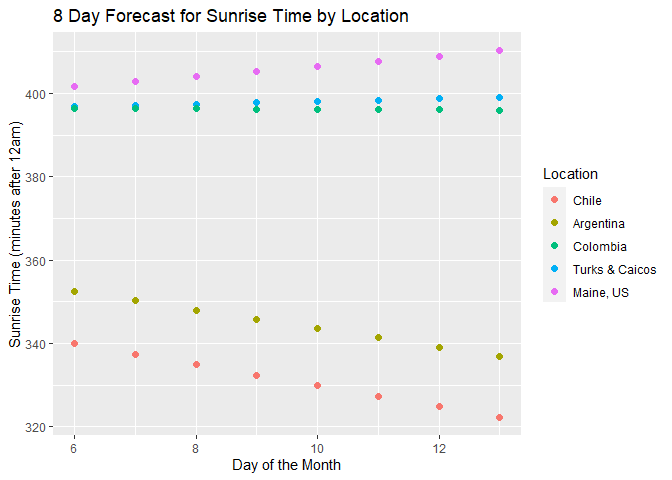 8 Day Forecast for Sunrise Time by Location
Sunrise Time (minutes after 12am)
400
380
360
340
320
6
8
10
12
Day of the Month
Location
Chile
Argentina
Colombia
Turks & Caicos
Maine, US